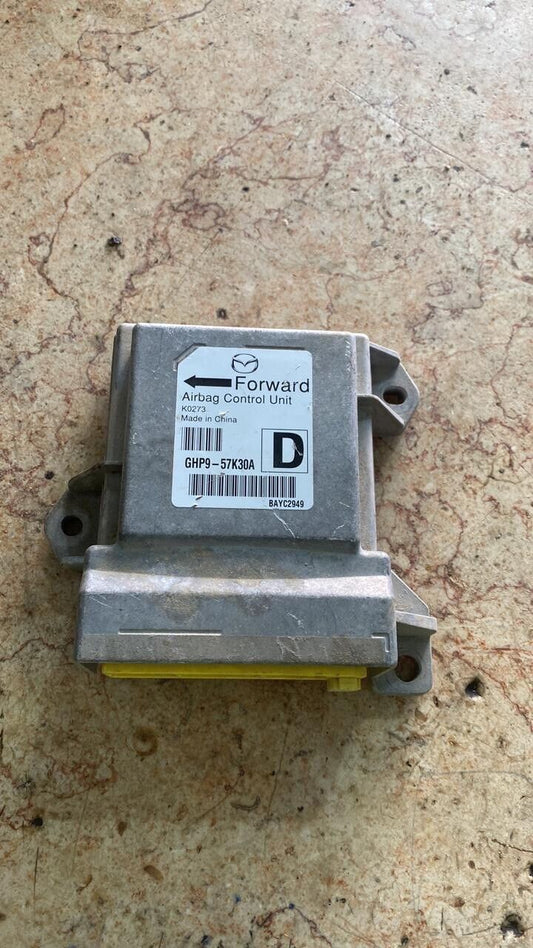 Forward
Airbag Control Unit
K0273
Made in China
GHP9-57K30A
D
BAYC2949